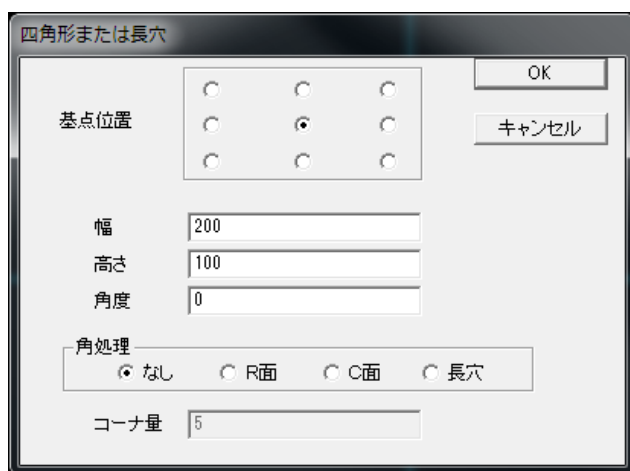 四角形または長穴
OK
基点位置
キャンセル
幅 200
高さ 100
角度 0
角処理
なし R面 C面 長穴
コーナ量 5